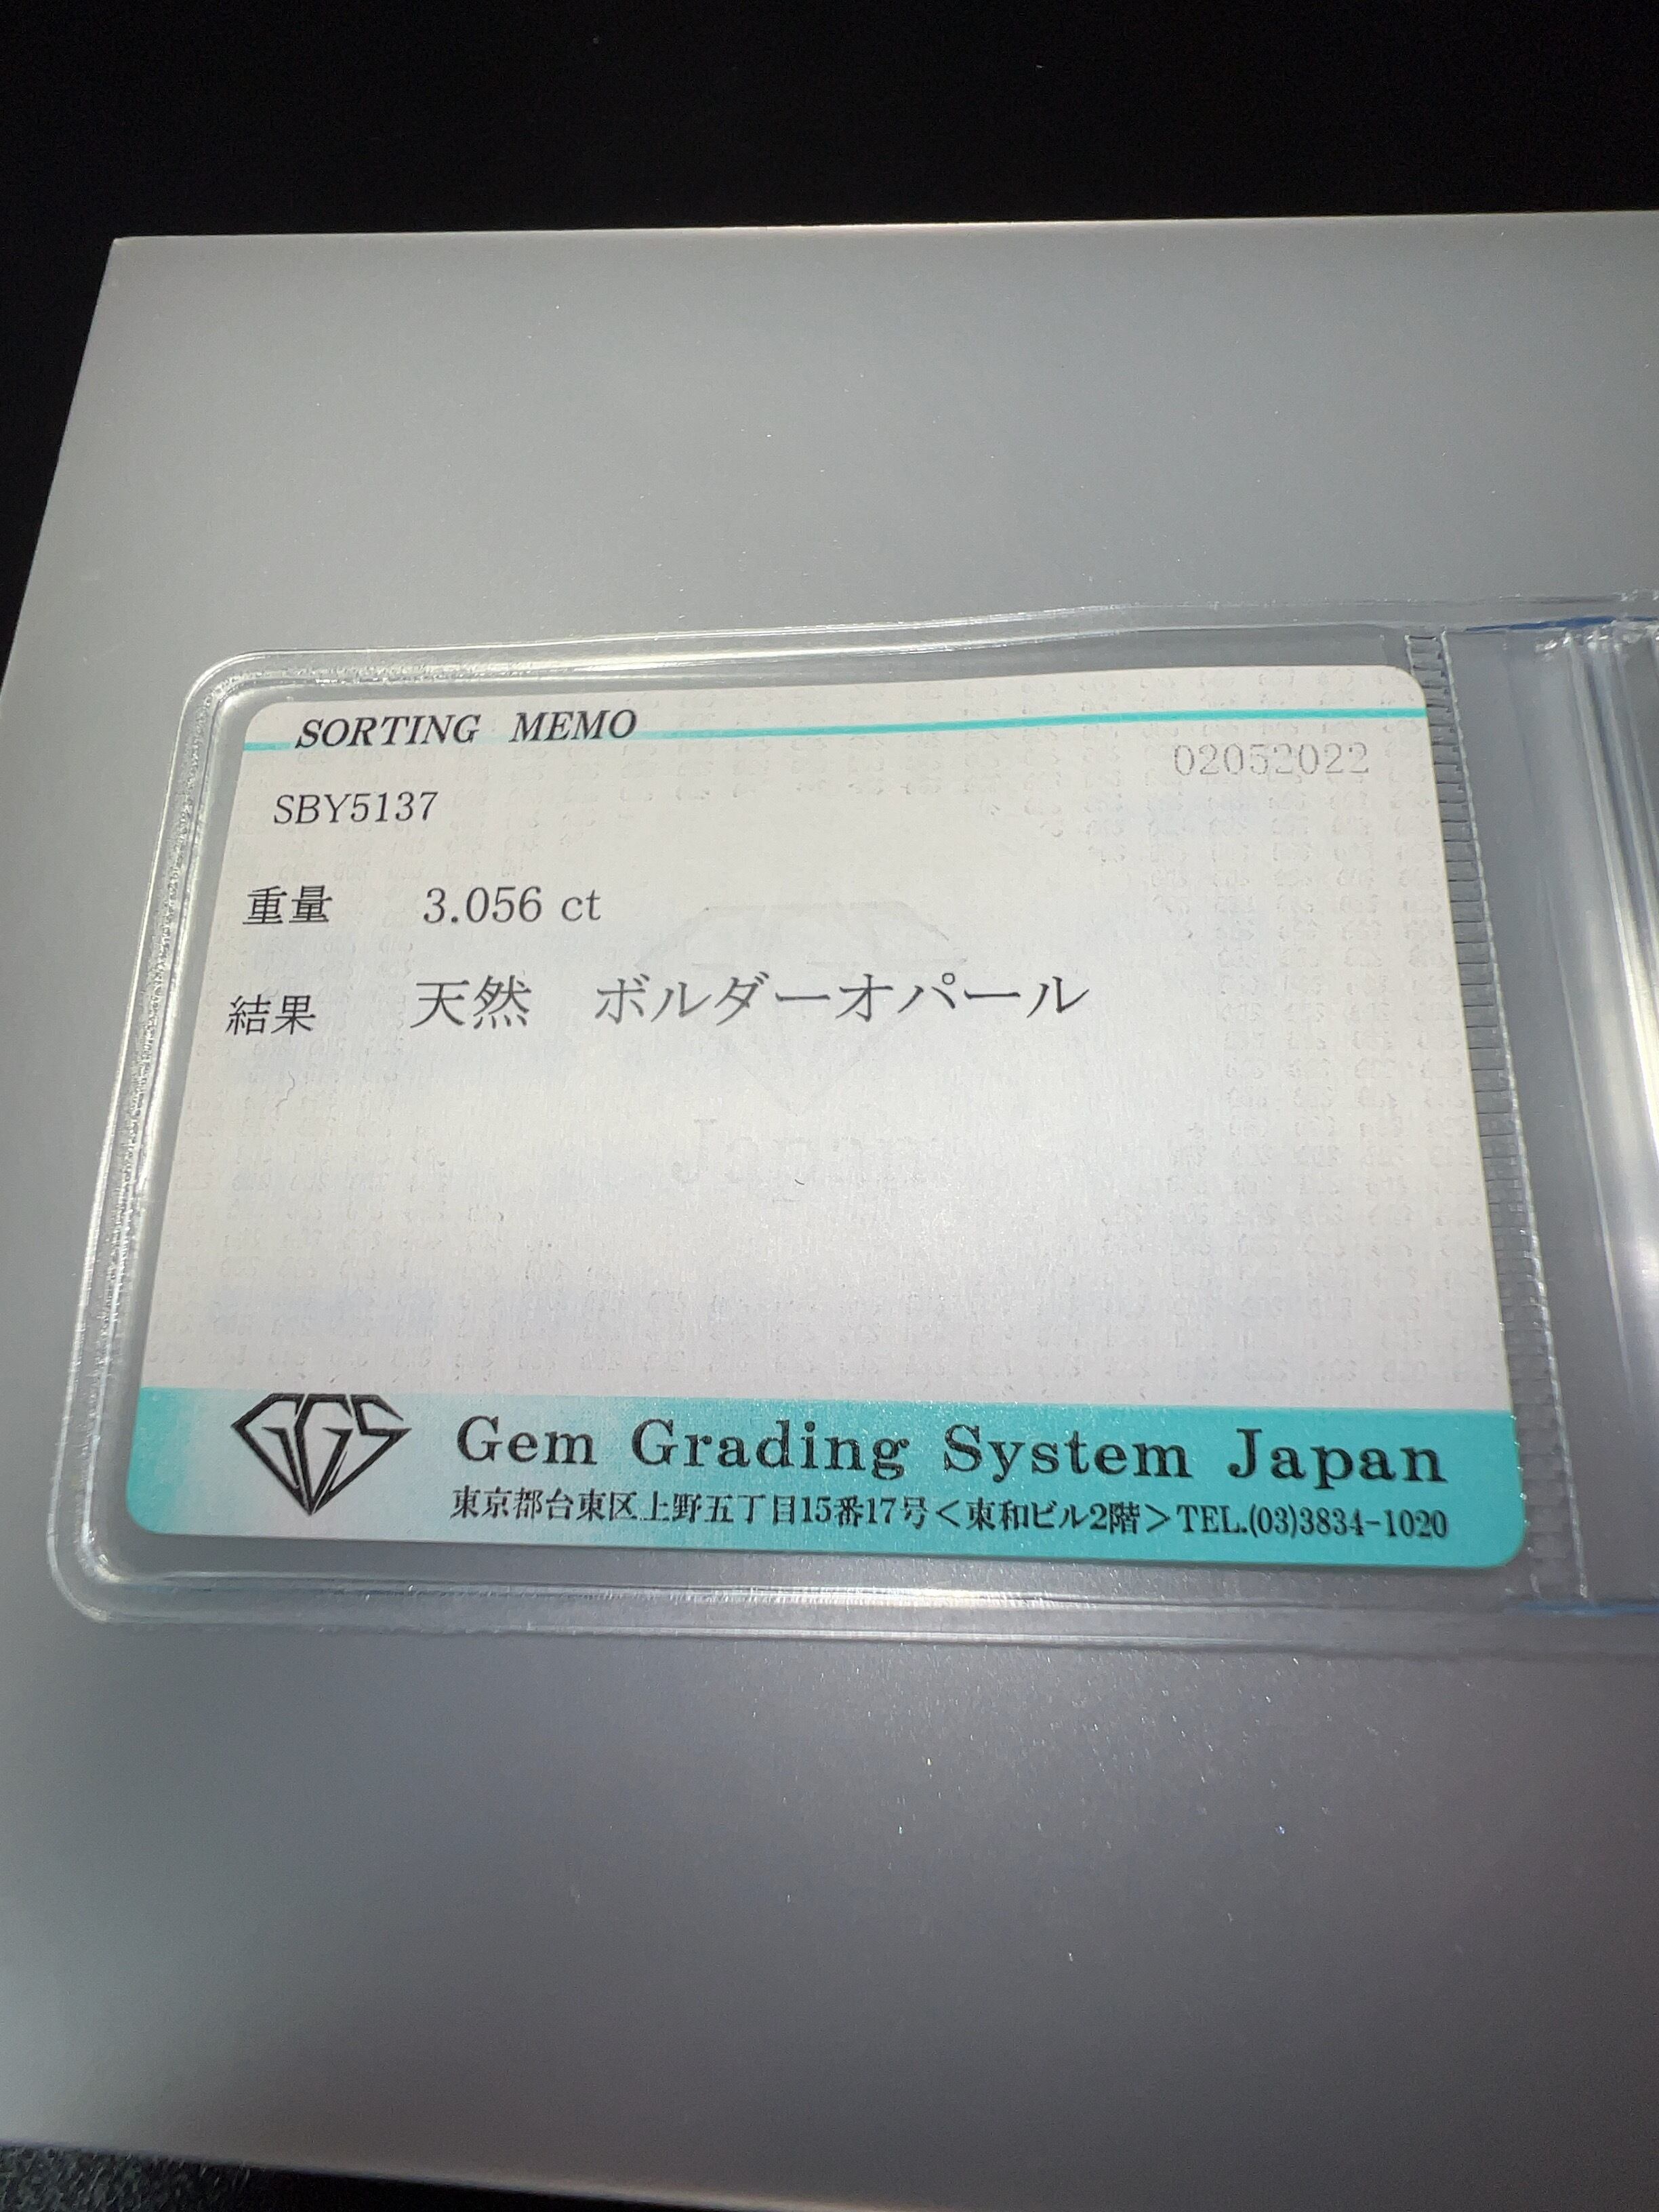 SORTING MEMO
02052022
SBY5137
重量 3.056 ct
結果 天然 ボルダーオパール
Japan
GGS Gem Grading System Japan
東京都台東区上野五丁目15番17号<東和ビル2階>TEL.(03)3834-1020